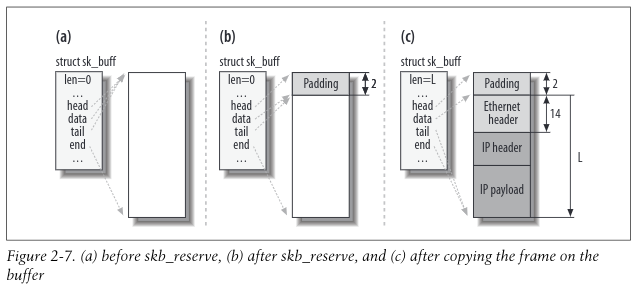 (a)
struct sk_buff
len=0
...
head
data
tail
end
...
(b)
struct sk_buff
len=0
...
head
data
tail
end
...
Padding
2
(c)
struct sk_buff
len=L
...
head
data
tail
end
...
Padding
2
Ethernet
header
14
IP header
IP payload
L
Figure 2-7. (a) before skb_reserve, (b) after skb_reserve, and (c) after copying the frame on the
buffer